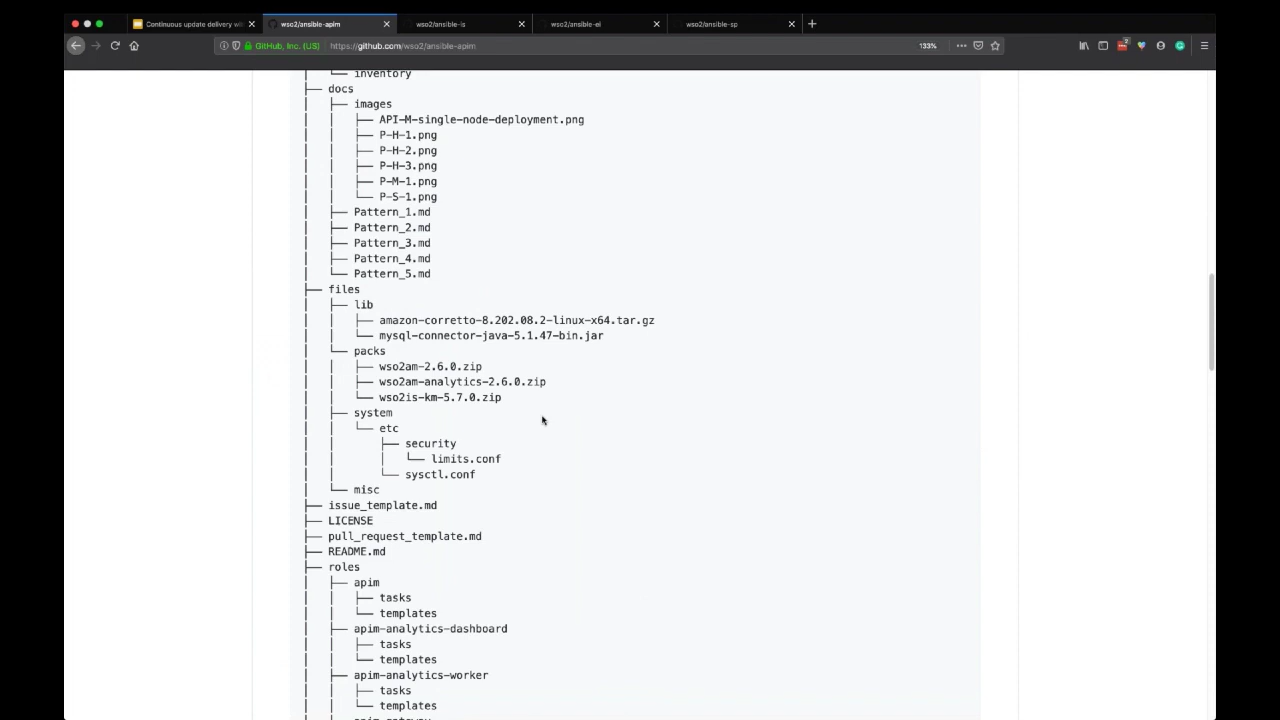 Continuous update delivery wi
wso2/ansible-apim
wso2/ansible-is
wso2/ansible-ei
wso2/ansible-sp
GitHub, Inc. (US)
https://github.com/wso2/ansible-apim
133%
2
inventory
docs
images
API-M-single-node-deployment.png
P-H-1.png
P-H-2.png
P-H-3.png
P-M-1.png
P-S-1.png
Pattern_1.md
Pattern_2.md
Pattern_3.md
Pattern_4.md
Pattern_5.md
files
lib
amazon-corretto-8.202.08.2-linux-x64.tar.gz
mysql-connector-java-5.1.47-bin.jar
packs
wso2am-2.6.0.zip
wso2am-analytics-2.6.0.zip
wso2is-km-5.7.0.zip
system
etc
security
limits.conf
sysctl.conf
misc
issue_template.md
LICENSE
pull_request_template.md
README.md
roles
apim
tasks
templates
apim-analytics-dashboard
tasks
templates
apim-analytics-worker
tasks
templates